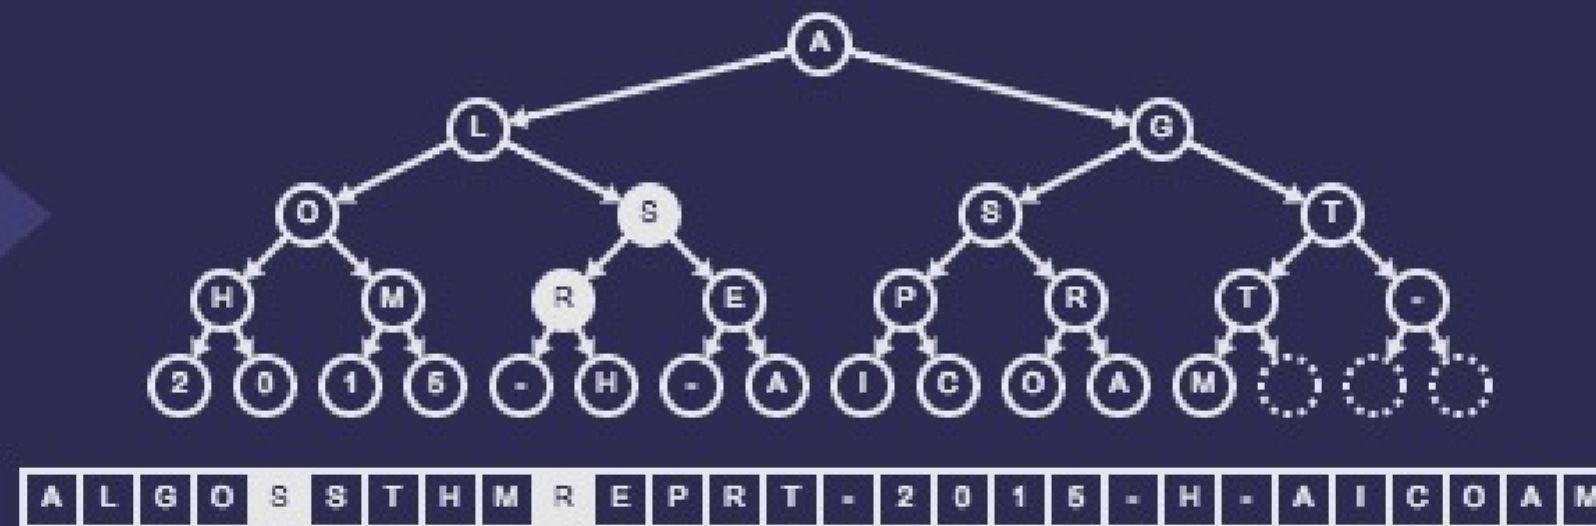 A
L G
O S S T
H M R E P R T -
2 0 1 5 - H - A I C O A M
A L G O S S T H M R E P R T - 2 0 1 5 - H - A I C O A M